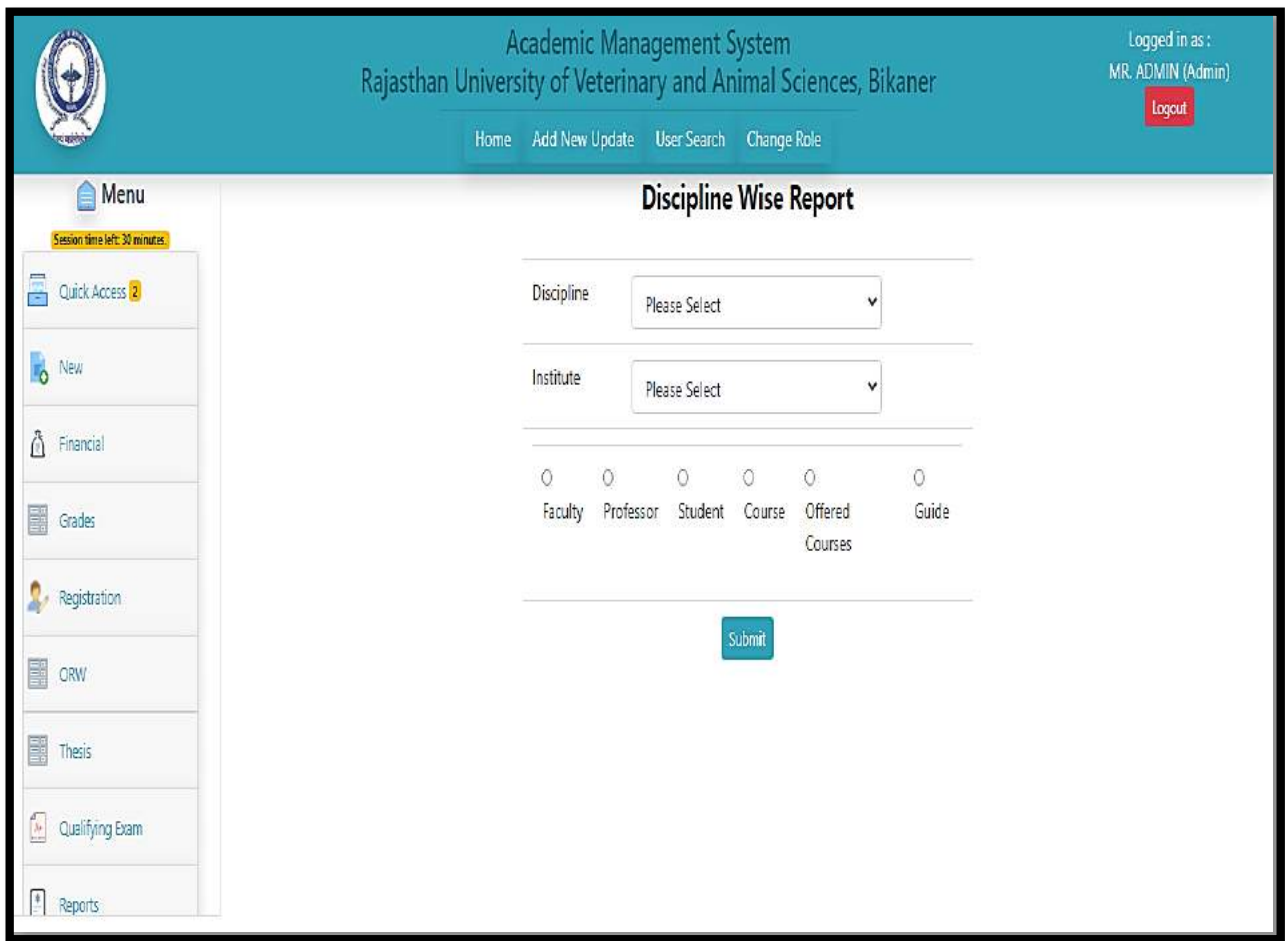 Academic Management System
Rajasthan University of Veterinary and Animal Sciences, Bikaner
Logged in as :
MR. ADMIN (Admin)
Logout
Home Add New Update User Search Change Role
Menu
Session time left: 30 minutes.
Quick Access 2
New
Financial
Grades
Registration
ORW
Thesis
Qualifying Exam
Reports
Discipline Wise Report
Discipline Please Select
Institute Please Select
Faculty Professor Student Course Offered Courses Guide
Submit